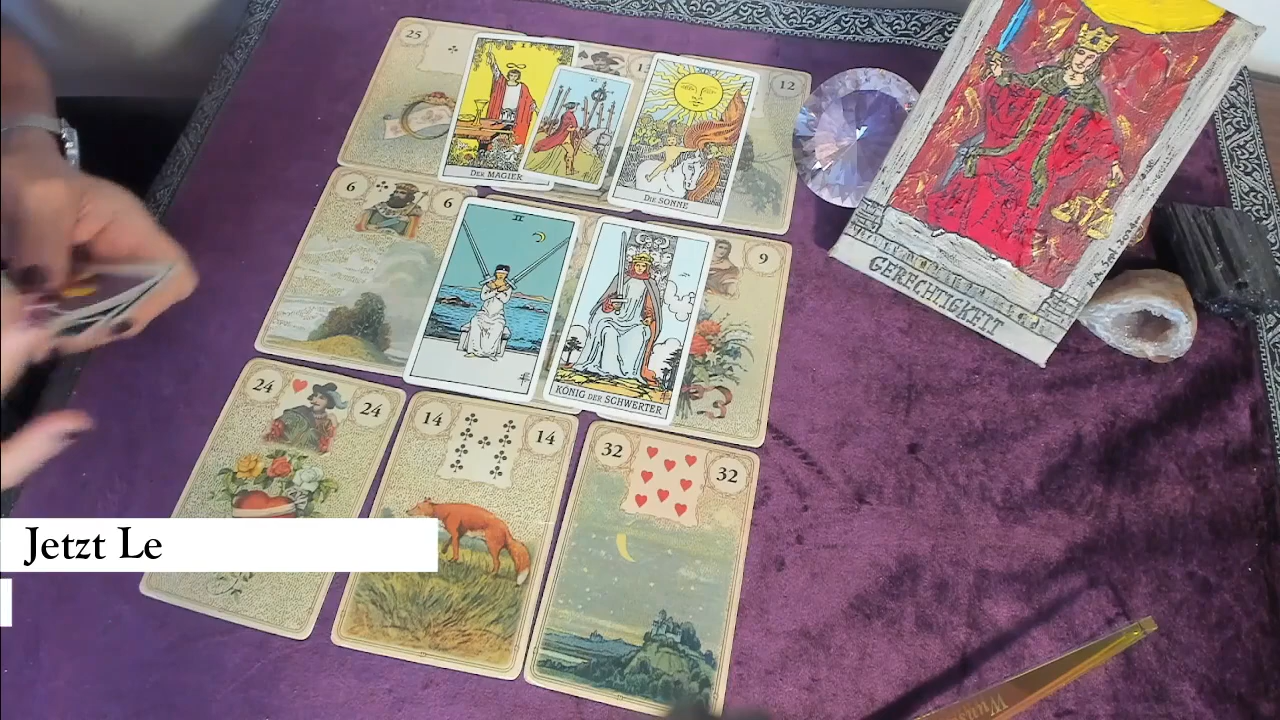 25
12
VI
DER MAGIER
DIE SONNE
GERECHTIGKEIT
6
6
II
9
KÖNIG DER SCHWERTER
24
24
14
14
32
32
Jetzt Le